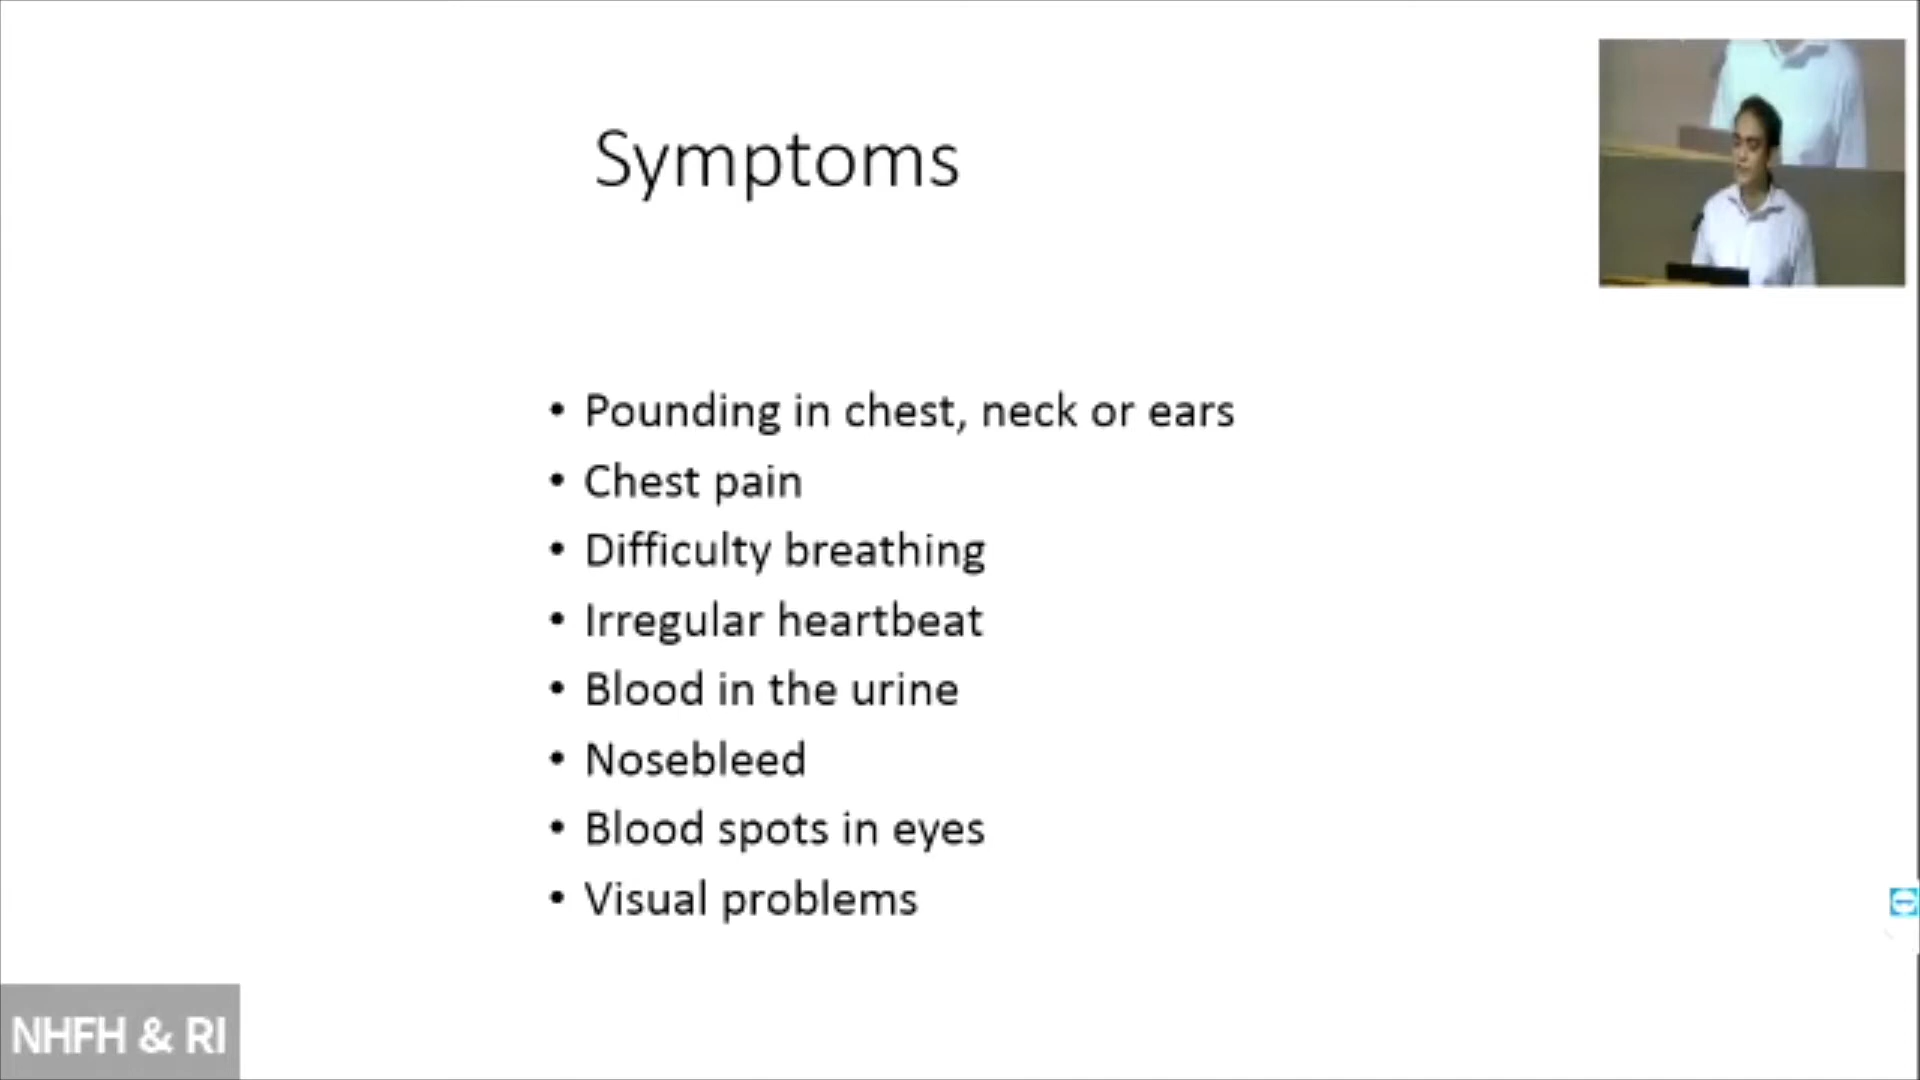 Symptoms
• Pounding in chest, neck or ears
• Chest pain
• Difficulty breathing
• Irregular heartbeat
• Blood in the urine
• Nosebleed
• Blood spots in eyes
• Visual problems
NHFH & RI